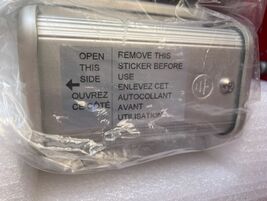 OPEN
THIS
SIDE
OUVREZ
CE CÔTÉ
REMOVE THIS
STICKER BEFORE
USE
ENLEVEZ CET
AUTOCOLLANT
AVANT
UTILISATION